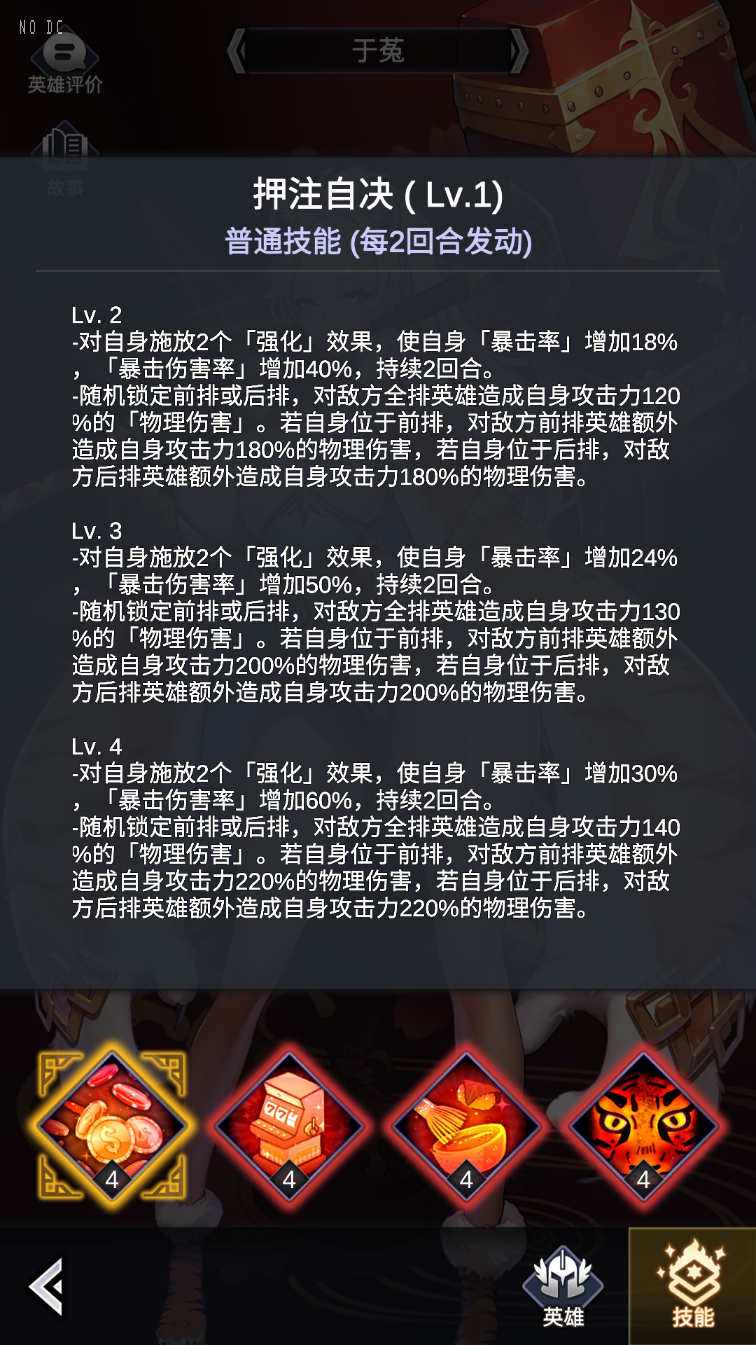 NO DC
于菟
英雄评价
故事
押注自决 ( Lv.1)
普通技能 (每2回合发动)
Lv. 2
-对自身施放2个「强化」效果，使自身「暴击率」增加18%
，「暴击伤害率」增加40%，持续2回合。
-随机锁定前排或后排，对敌方全排英雄造成自身攻击力120
%的「物理伤害」。若自身位于前排，对敌方前排英雄额外
造成自身攻击力180%的物理伤害，若自身位于后排，对敌
方后排英雄额外造成自身攻击力180%的物理伤害。
Lv. 3
-对自身施放2个「强化」效果，使自身「暴击率」增加24%
，「暴击伤害率」增加50%，持续2回合。
-随机锁定前排或后排，对敌方全排英雄造成自身攻击力130
%的「物理伤害」。若自身位于前排，对敌方前排英雄额外
造成自身攻击力200%的物理伤害，若自身位于后排，对敌
方后排英雄额外造成自身攻击力200%的物理伤害。
Lv. 4
-对自身施放2个「强化」效果，使自身「暴击率」增加30%
，「暴击伤害率」增加60%，持续2回合。
-随机锁定前排或后排，对敌方全排英雄造成自身攻击力140
%的「物理伤害」。若自身位于前排，对敌方前排英雄额外
造成自身攻击力220%的物理伤害，若自身位于后排，对敌
方后排英雄额外造成自身攻击力220%的物理伤害。
4 4 4 4
英雄 技能